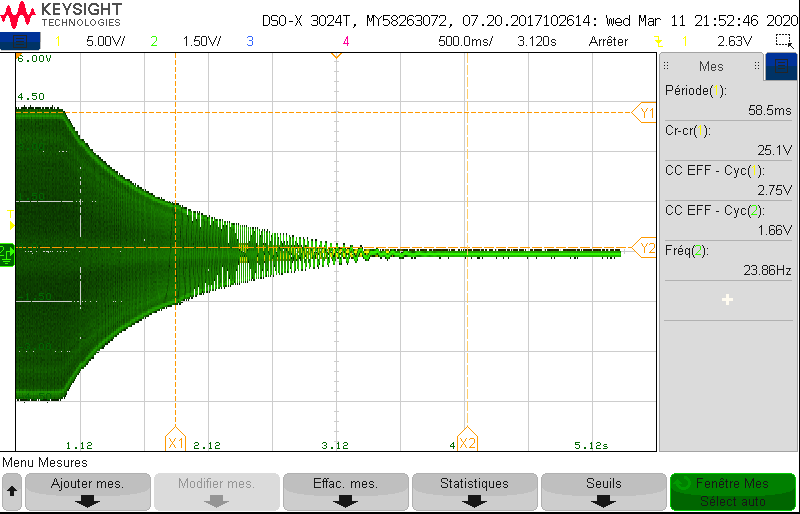 KEYSIGHT
TECHNOLOGIES
DSO-X 3024T, MY58263072, 07.20.2017102614: Wed Mar 11 21:52:46 2020
1 5.00V/ 2 1.50V/ 3 4 500.0ms/ 3.120s Arrêter 1 2.63V
6.00V
4.50
Y1
Y2
X1
X2
1.12 2.12 3.12 4 5.12s
Mes
Période(1):
58.5ms
Cr-cr(1):
25.1V
CC EFF - Cyc(1):
2.75V
CC EFF - Cyc(2):
1.66V
Fréq(2):
23.86Hz
Menu Mesures
Ajouter mes.
Modifier mes.
Effac. mes.
Statistiques
Seuils
Fenêtre Mes
Sélect auto